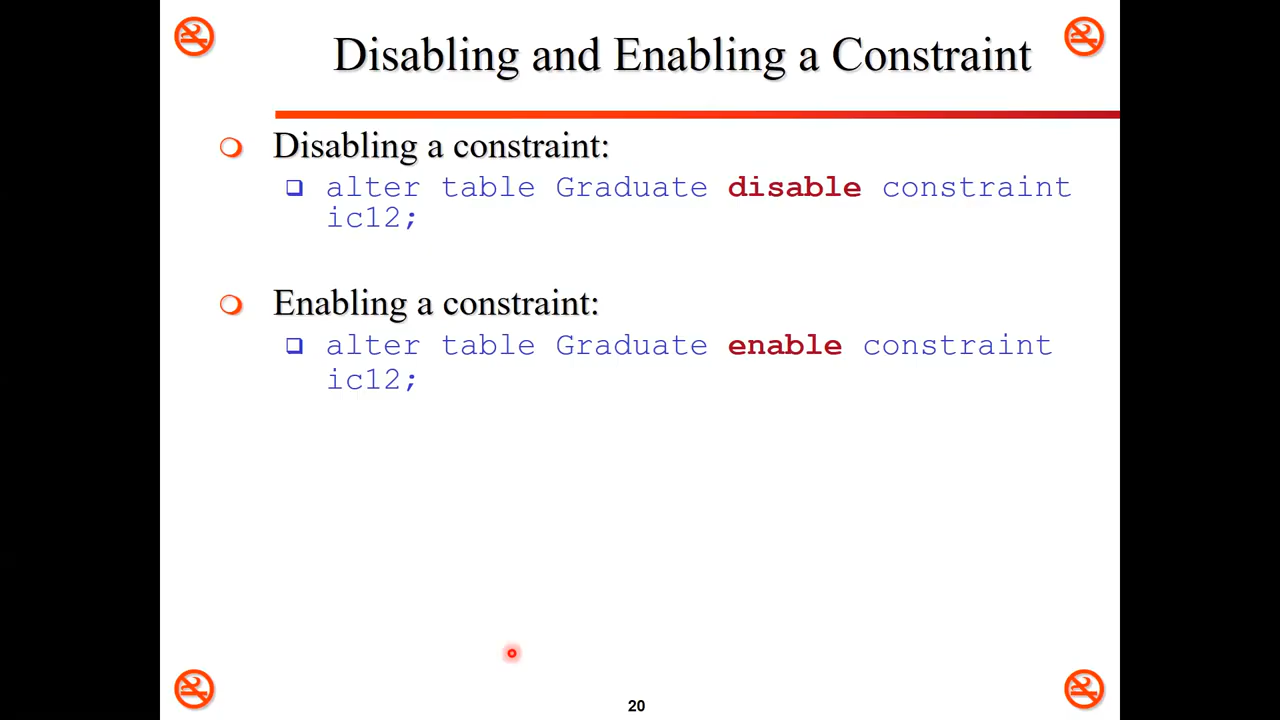 Disabling and Enabling a Constraint
Disabling a constraint:
alter table Graduate disable constraint
ic12;
Enabling a constraint:
alter table Graduate enable constraint
ic12;
20